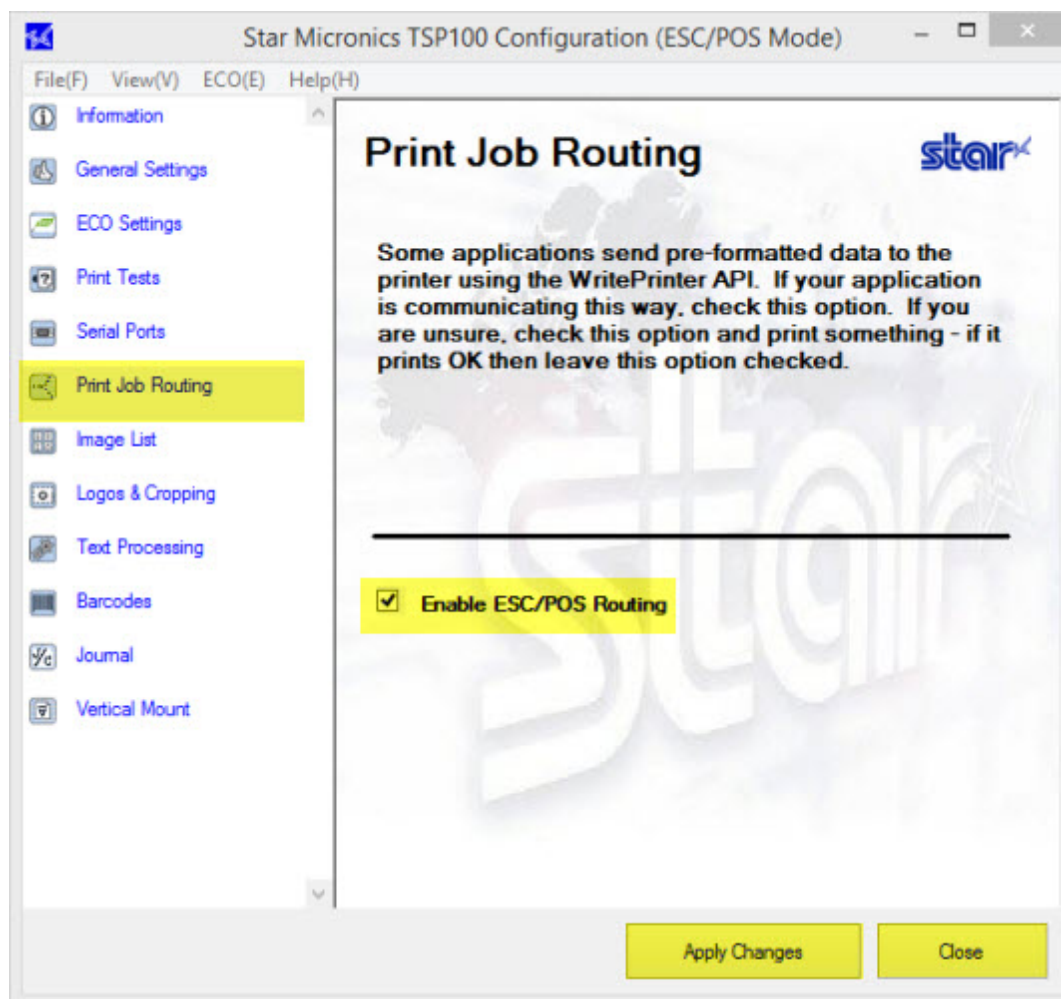 Star Micronics TSP100 Configuration (ESC/POS Mode)
File(F) View(V) ECO(E) Help(H)
Information
General Settings
ECO Settings
Print Tests
Serial Ports
Print Job Routing
Image List
Logos & Cropping
Text Processing
Barcodes
Journal
Vertical Mount
Print Job Routing
star
Some applications send pre-formatted data to the
printer using the WritePrinter API. If your application
is communicating this way, check this option. If you
are unsure, check this option and print something - if it
prints OK then leave this option checked.
star
Enable ESC/POS Routing
Apply Changes
Close